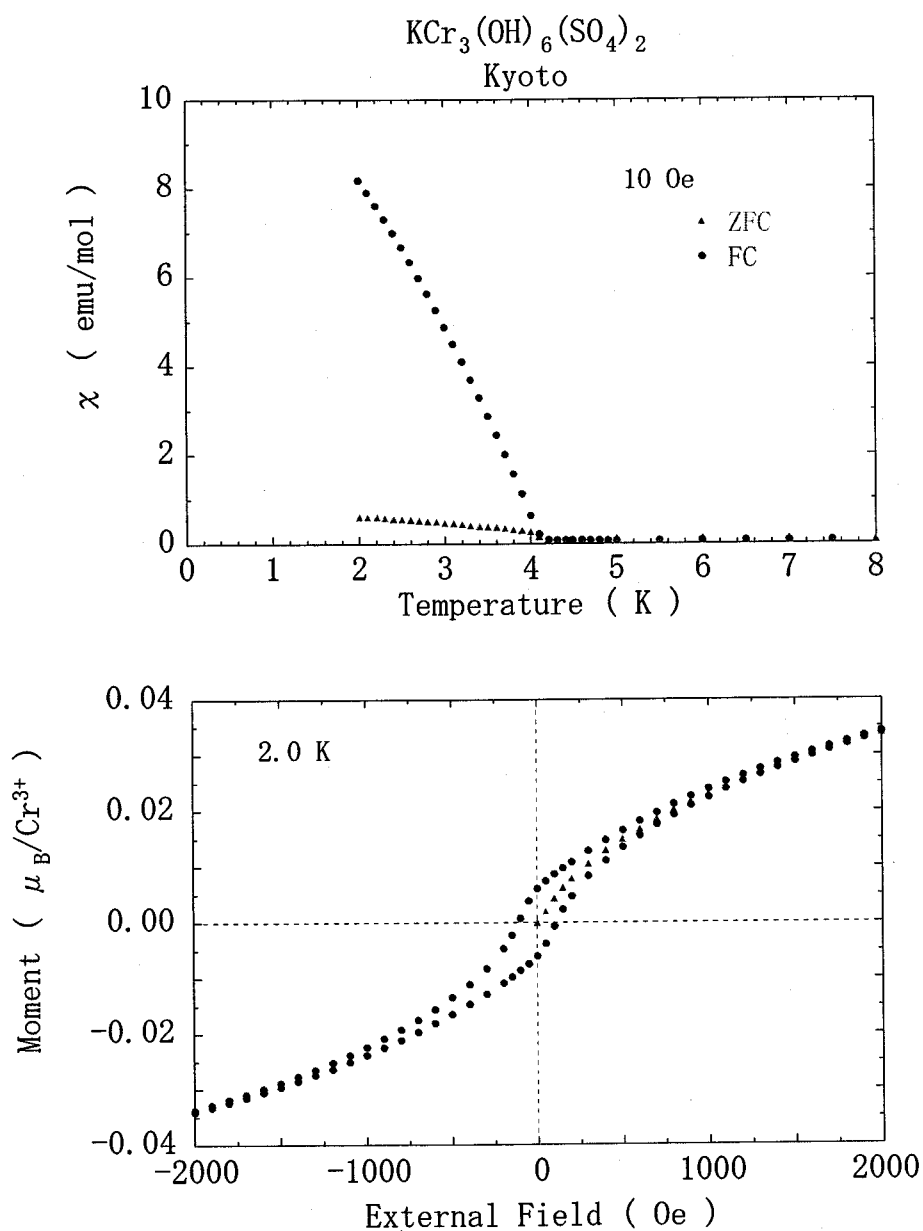 KCr₃(OH)₆(SO₄)₂
Kyoto
10
8
6
4
2
0
χ ( emu/mol )
10 Oe
▲ ZFC
● FC
0 1 2 3 4 5 6 7 8
Temperature ( K )
0.04
0.02
0.00
−0.02
−0.04
Moment ( μ_B/Cr³⁺ )
2.0 K
−2000 −1000 0 1000 2000
External Field ( Oe )